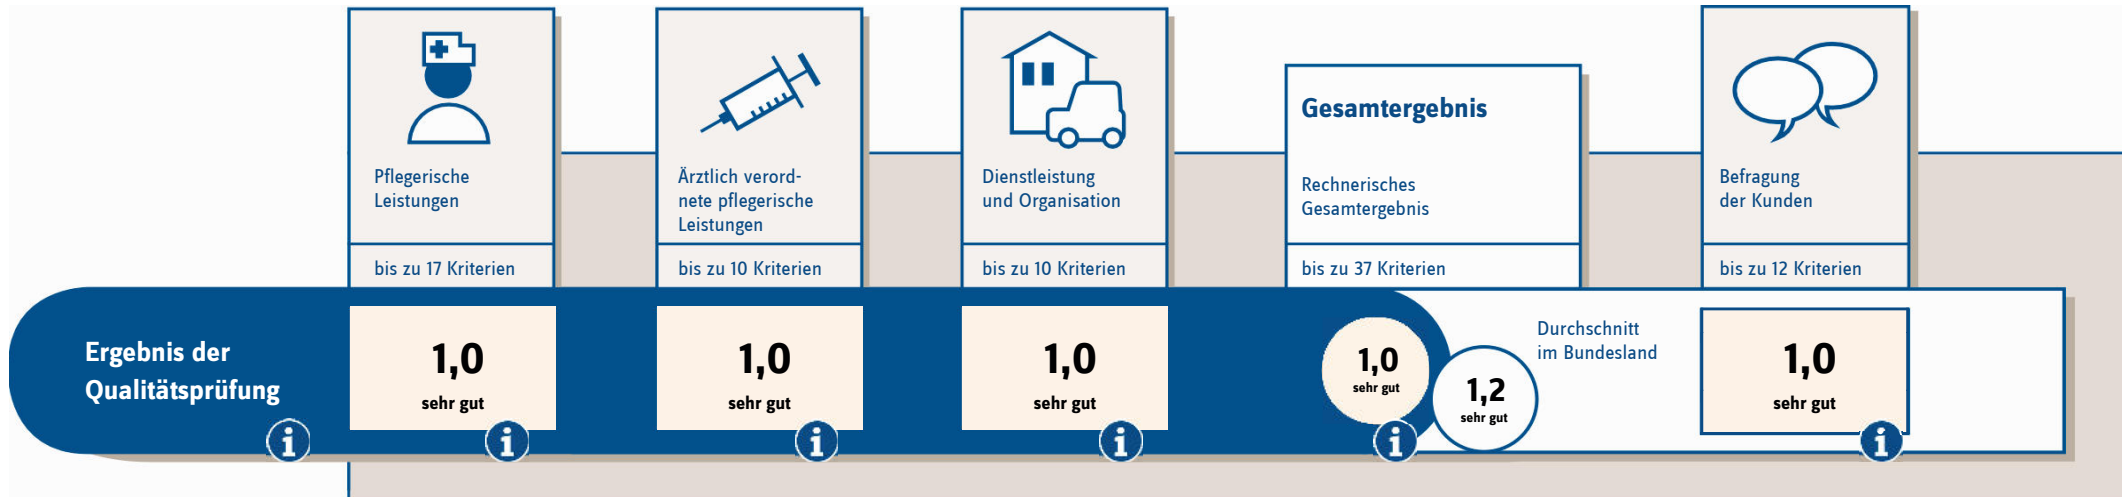 Pflegerische
Leistungen
bis zu 17 Kriterien
Ärztlich verord-
nete pflegerische
Leistungen
bis zu 10 Kriterien
Dienstleistung
und Organisation
bis zu 10 Kriterien
Gesamtergebnis
Rechnerisches
Gesamtergebnis
bis zu 37 Kriterien
Befragung
der Kunden
bis zu 12 Kriterien
Ergebnis der
Qualitätsprüfung
i
1,0
sehr gut
i
1,0
sehr gut
i
1,0
sehr gut
i
1,0
sehr gut
i
1,2
sehr gut
Durchschnitt
im Bundesland
1,0
sehr gut
i